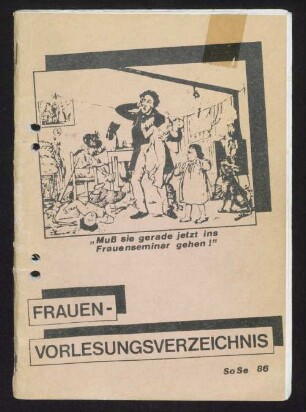 „Muß sie gerade jetzt ins
Frauenseminar gehen!"
FRAUEN-
VORLESUNGSVERZEICHNIS
SoSe 86